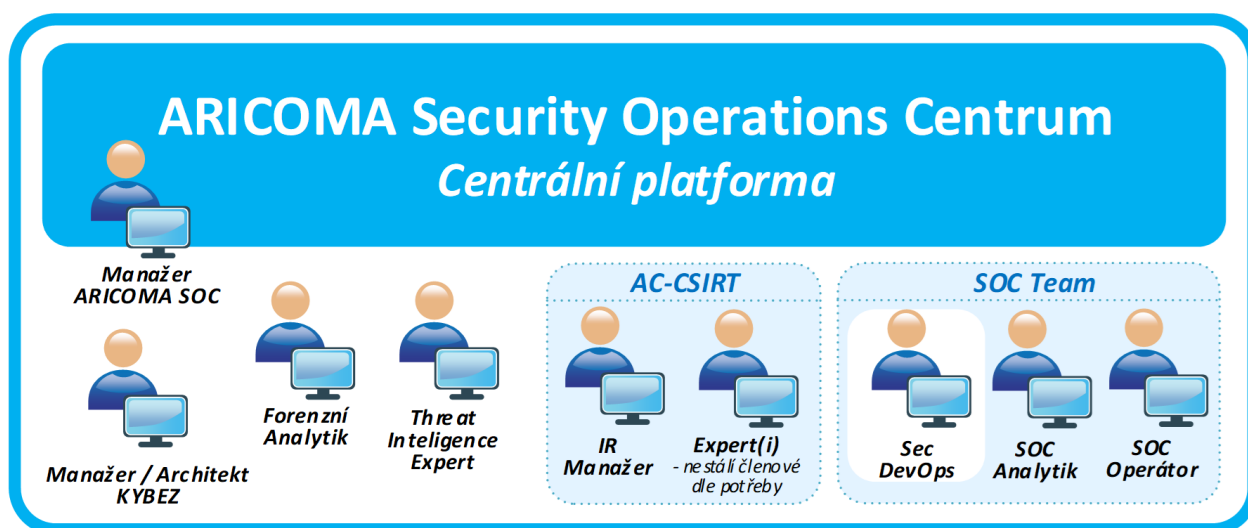 ARICOMA Security Operations Centrum
Centrální platforma
Manažer
ARICOMA SOC
Manažer / Architekt
KYBEZ
Forenzní
Analytik
Threat
Inteligence
Expert
AC-CSIRT
IR
Manažer
Expert(i)
- nestálí členové
dle potřeby
SOC Team
Sec
DevOps
SOC
Analytik
SOC
Operátor